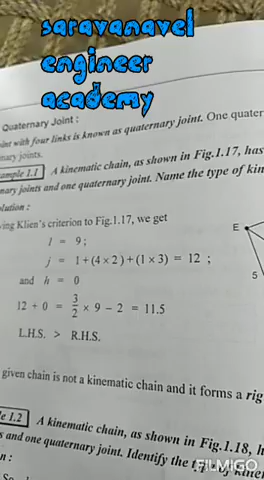 saravanavel
engineer
academy
Quaternary Joint :
oint with four links is known as quaternary joint. One quater
nary joints.
ample 1.1 A kinematic chain, as shown in Fig.1.17, has
nary joints and one quaternary joint. Name the type of kin
olution :
ying Klien's criterion to Fig.1.17, we get
l = 9 ;
E
j = 1 + (4 × 2) + (1 × 3) = 12 ;
and h = 0
5
12 + 0 = 3/2 × 9 − 2 = 11.5
L.H.S. > R.H.S.
given chain is not a kinematic chain and it forms a rig
le 1.2 A kinematic chain, as shown in Fig.1.18, h
s and one quaternary joint. Identify the type of kine
n :
FILMIGO